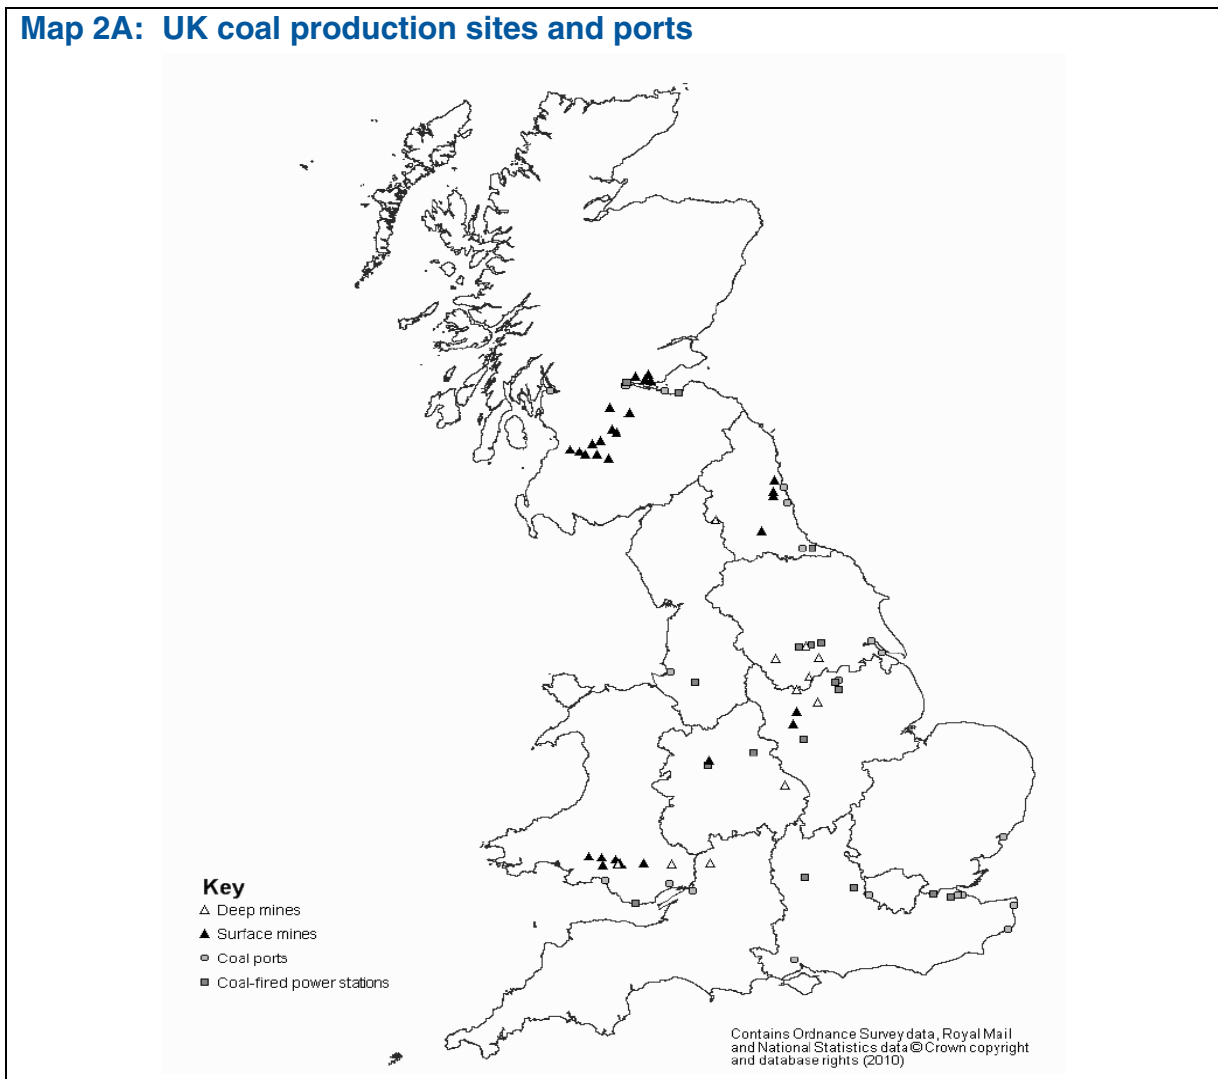 Map 2A: UK coal production sites and ports
Key
Deep mines
Surface mines
Coal ports
Coal-fired power stations
Contains Ordnance Survey data, Royal Mail
and National Statistics data © Crown copyright
and database rights (2010)